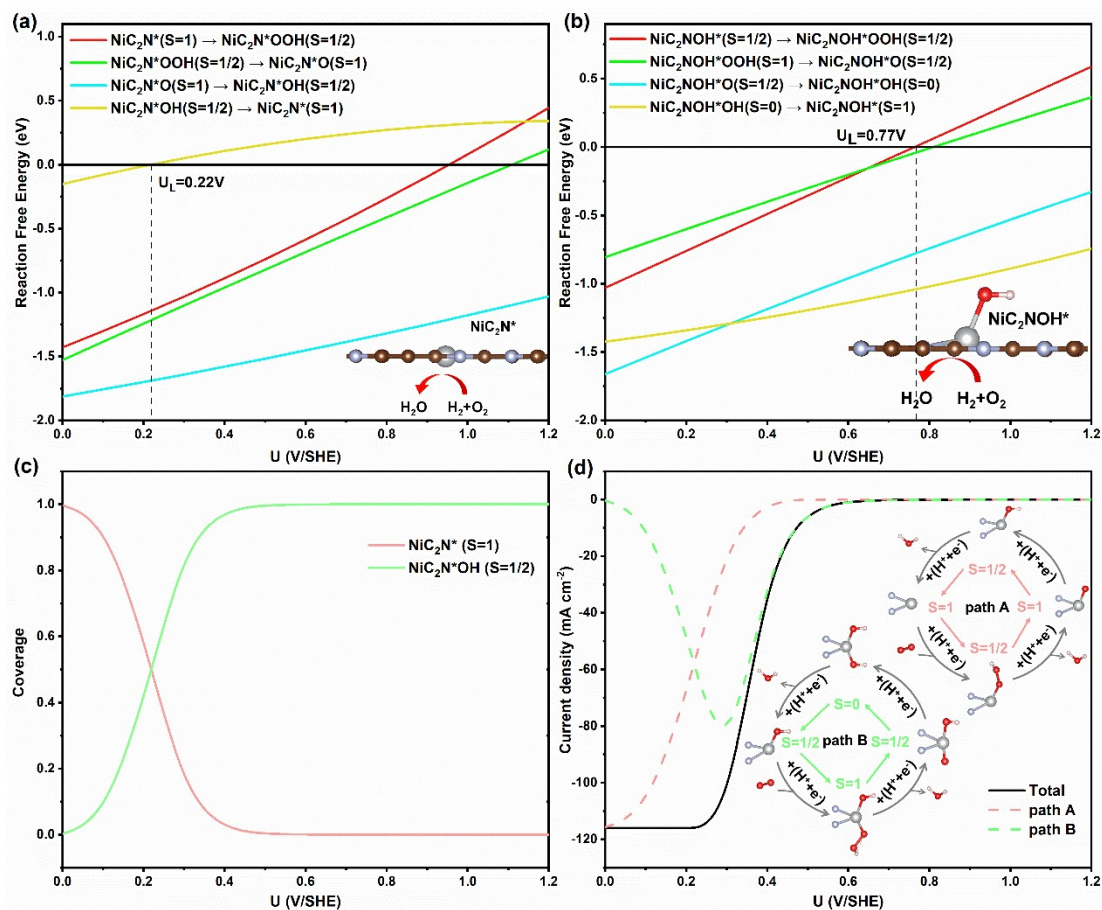 (a)
NiC₂N*(S=1) → NiC₂N*OOH(S=1/2)
NiC₂N*OOH(S=1/2) → NiC₂N*O(S=1)
NiC₂N*O(S=1) → NiC₂N*OH(S=1/2)
NiC₂N*OH(S=1/2) → NiC₂N*(S=1)
Reaction Free Energy (eV)
1.0
0.5
0.0
-0.5
-1.0
-1.5
-2.0
U_L=0.22V
NiC₂N*
H₂O
H₂+O₂
0.0 0.2 0.4 0.6 0.8 1.0 1.2
U (V/SHE)
(b)
NiC₂NOH*(S=1/2) → NiC₂NOH*OOH(S=1/2)
NiC₂NOH*OOH(S=1) → NiC₂NOH*O(S=1/2)
NiC₂NOH*O(S=1/2) → NiC₂NOH*OH(S=0)
NiC₂NOH*OH(S=0) → NiC₂NOH*(S=1)
Reaction Free Energy (eV)
1.0
0.5
0.0
-0.5
-1.0
-1.5
-2.0
U_L=0.77V
NiC₂NOH*
H₂O
H₂+O₂
0.0 0.2 0.4 0.6 0.8 1.0 1.2
U (V/SHE)
(c)
Coverage
1.0
0.8
0.6
0.4
0.2
0.0
NiC₂N* (S=1)
NiC₂N*OH (S=1/2)
0.0 0.2 0.4 0.6 0.8 1.0 1.2
U (V/SHE)
(d)
Current density (mA cm⁻²)
0
-20
-40
-60
-80
-100
-120
+(H⁺+e⁻)
+(H⁺+e⁻)
S=1/2
S=1
path A
S=1
S=1/2
+(H⁺+e⁻)
+(H⁺+e⁻)
+(H⁺+e⁻)
+(H⁺+e⁻)
S=0
S=1/2
path B
S=1/2
S=1
+(H⁺+e⁻)
+(H⁺+e⁻)
Total
path A
path B
0.0 0.2 0.4 0.6 0.8 1.0 1.2
U (V/SHE)